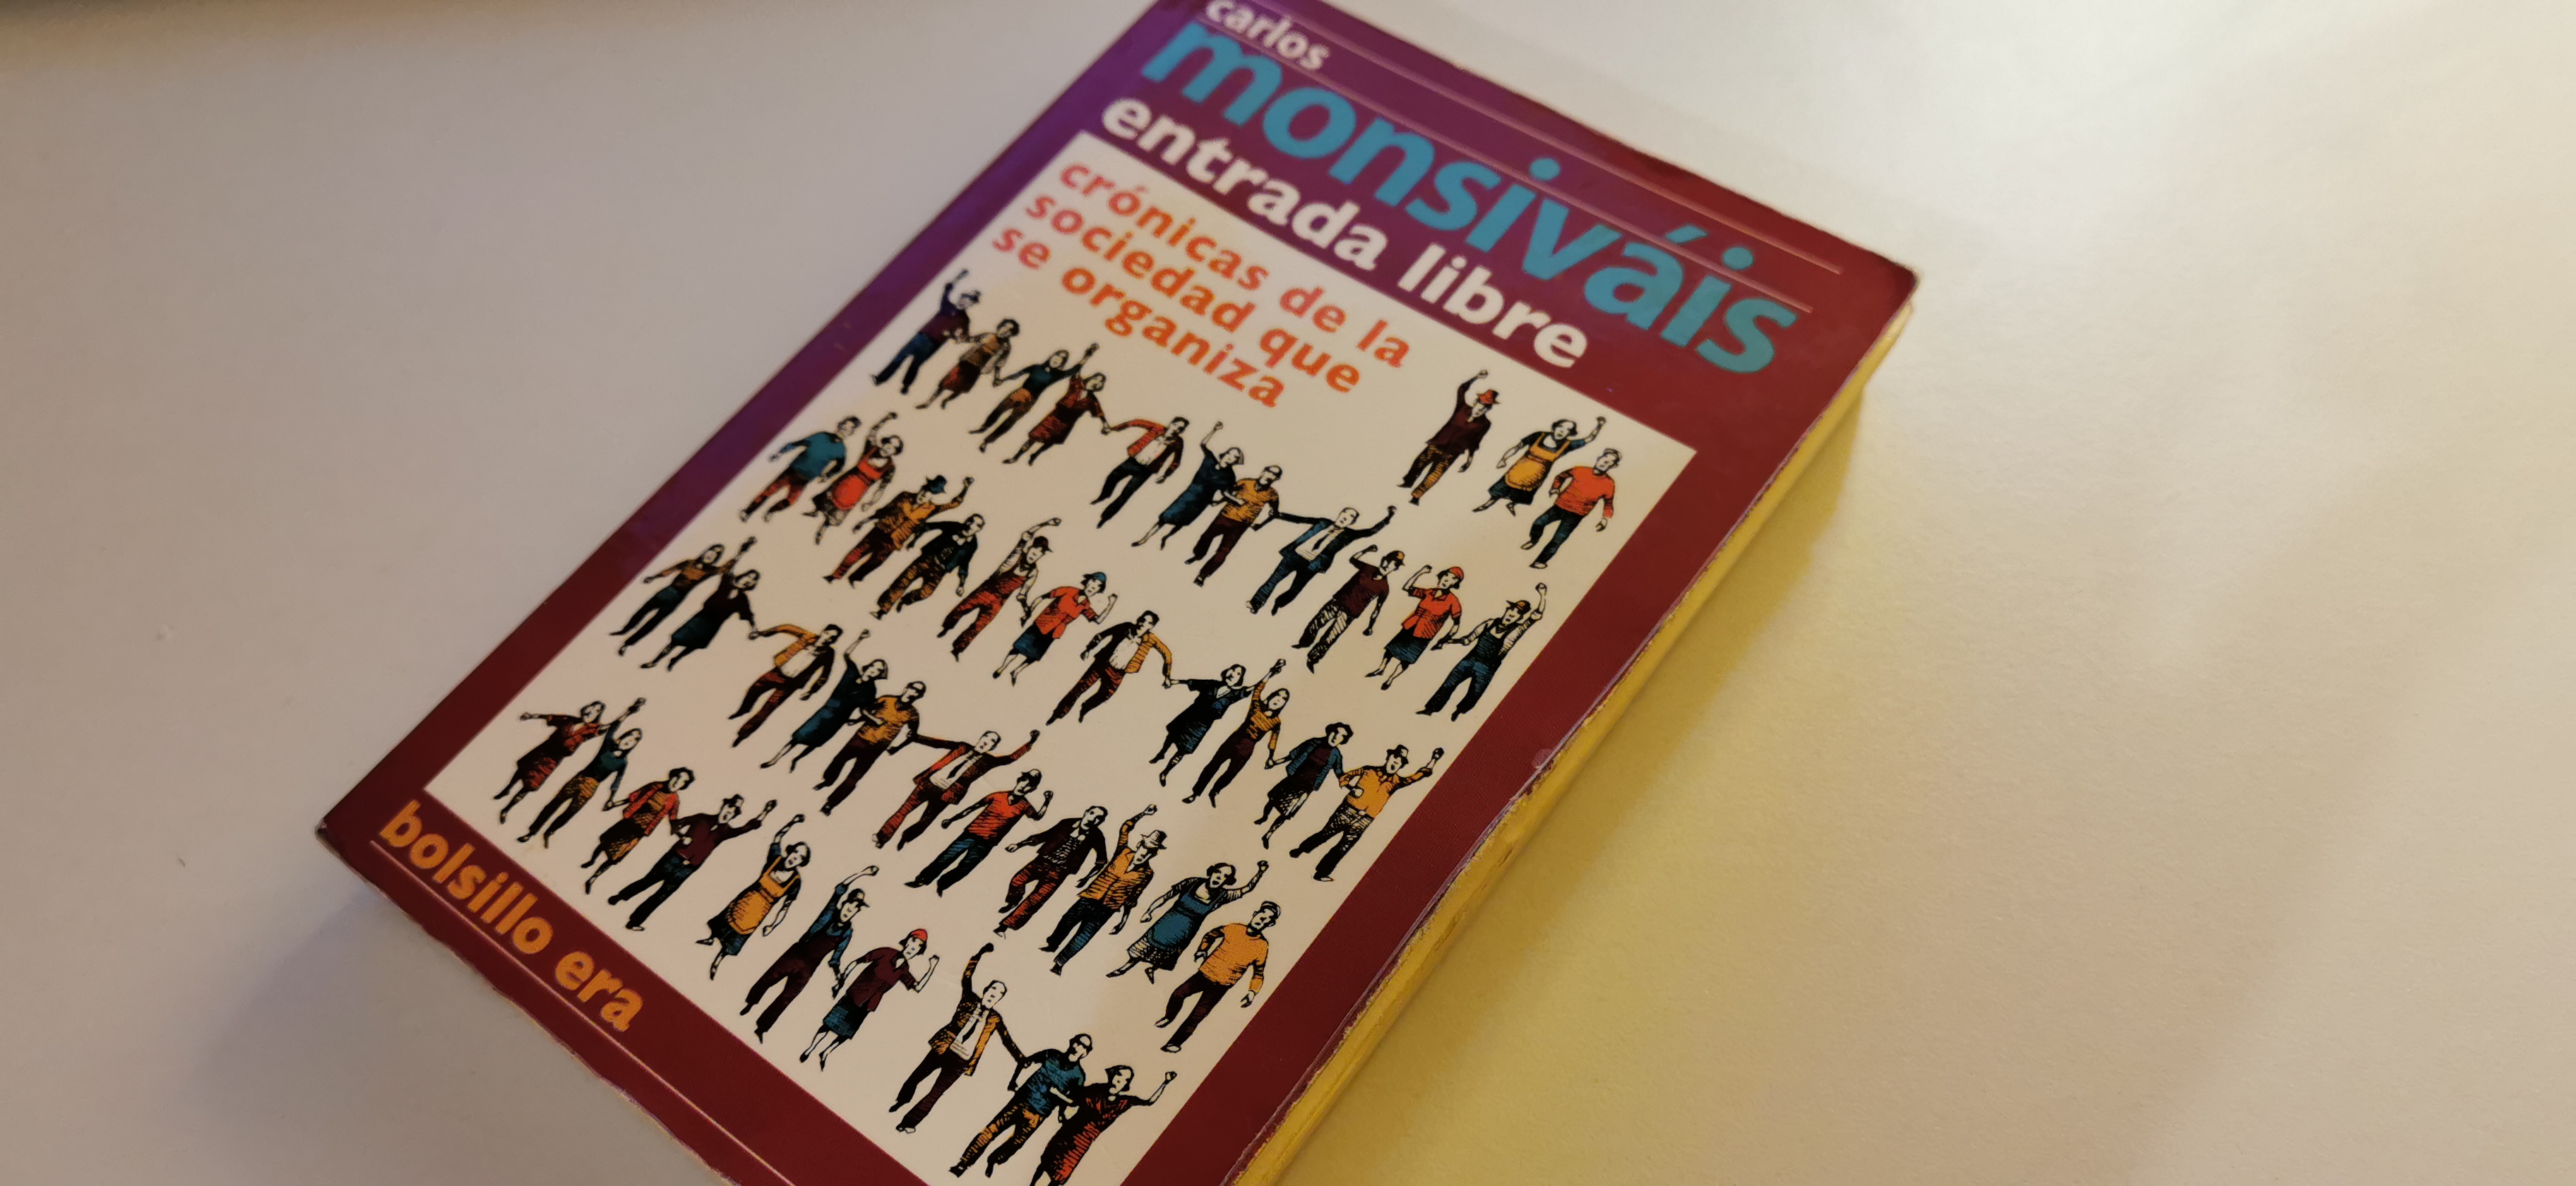 carlos
monsiváis
entrada libre
crónicas de la
sociedad que
se organiza
bolsillo era